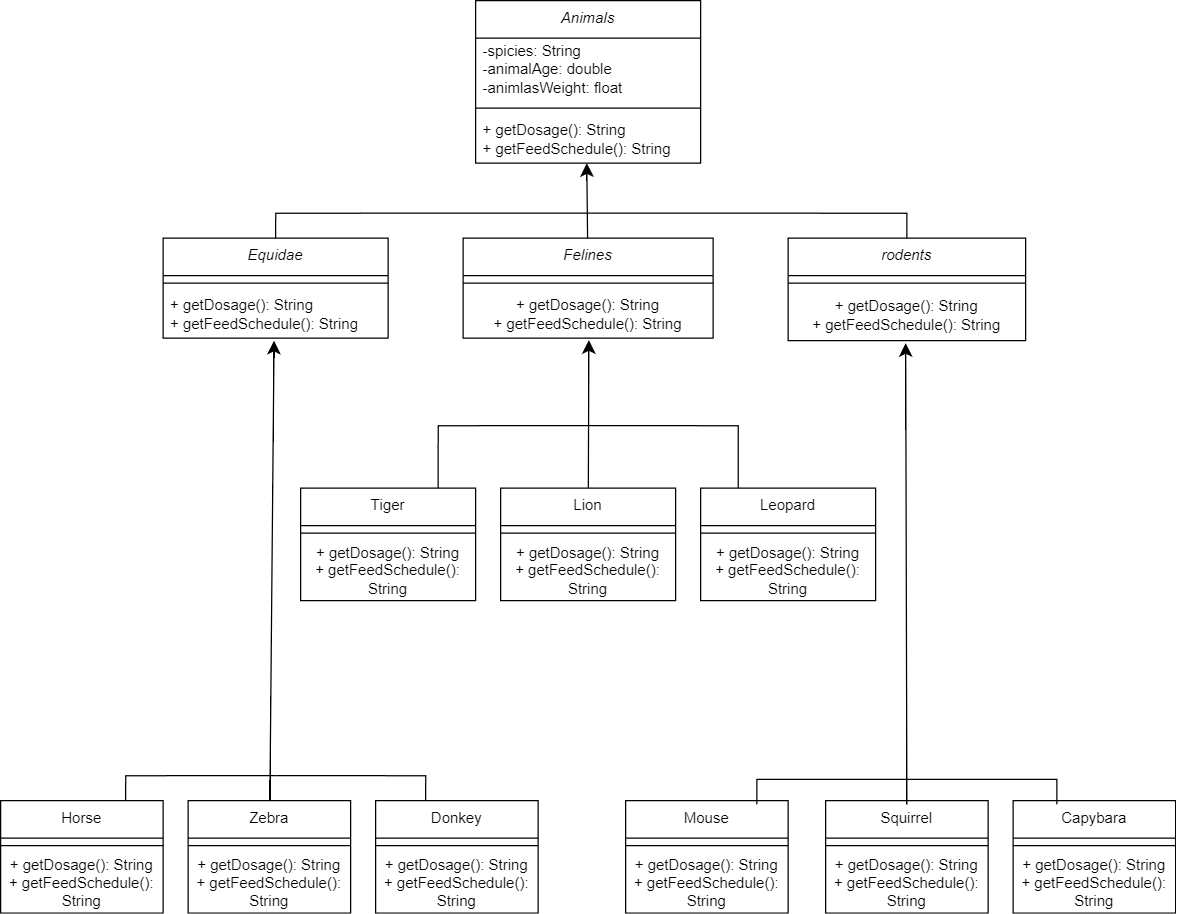 Animals
-spicies: String
-animalAge: double
-animlasWeight: float
+ getDosage(): String
+ getFeedSchedule(): String
Equidae
+ getDosage(): String
+ getFeedSchedule(): String
Felines
+ getDosage(): String
+ getFeedSchedule(): String
rodents
+ getDosage(): String
+ getFeedSchedule(): String
Tiger
+ getDosage(): String
+ getFeedSchedule():
String
Lion
+ getDosage(): String
+ getFeedSchedule():
String
Leopard
+ getDosage(): String
+ getFeedSchedule():
String
Horse
+ getDosage(): String
+ getFeedSchedule():
String
Zebra
+ getDosage(): String
+ getFeedSchedule():
String
Donkey
+ getDosage(): String
+ getFeedSchedule():
String
Mouse
+ getDosage(): String
+ getFeedSchedule():
String
Squirrel
+ getDosage(): String
+ getFeedSchedule():
String
Capybara
+ getDosage(): String
+ getFeedSchedule():
String